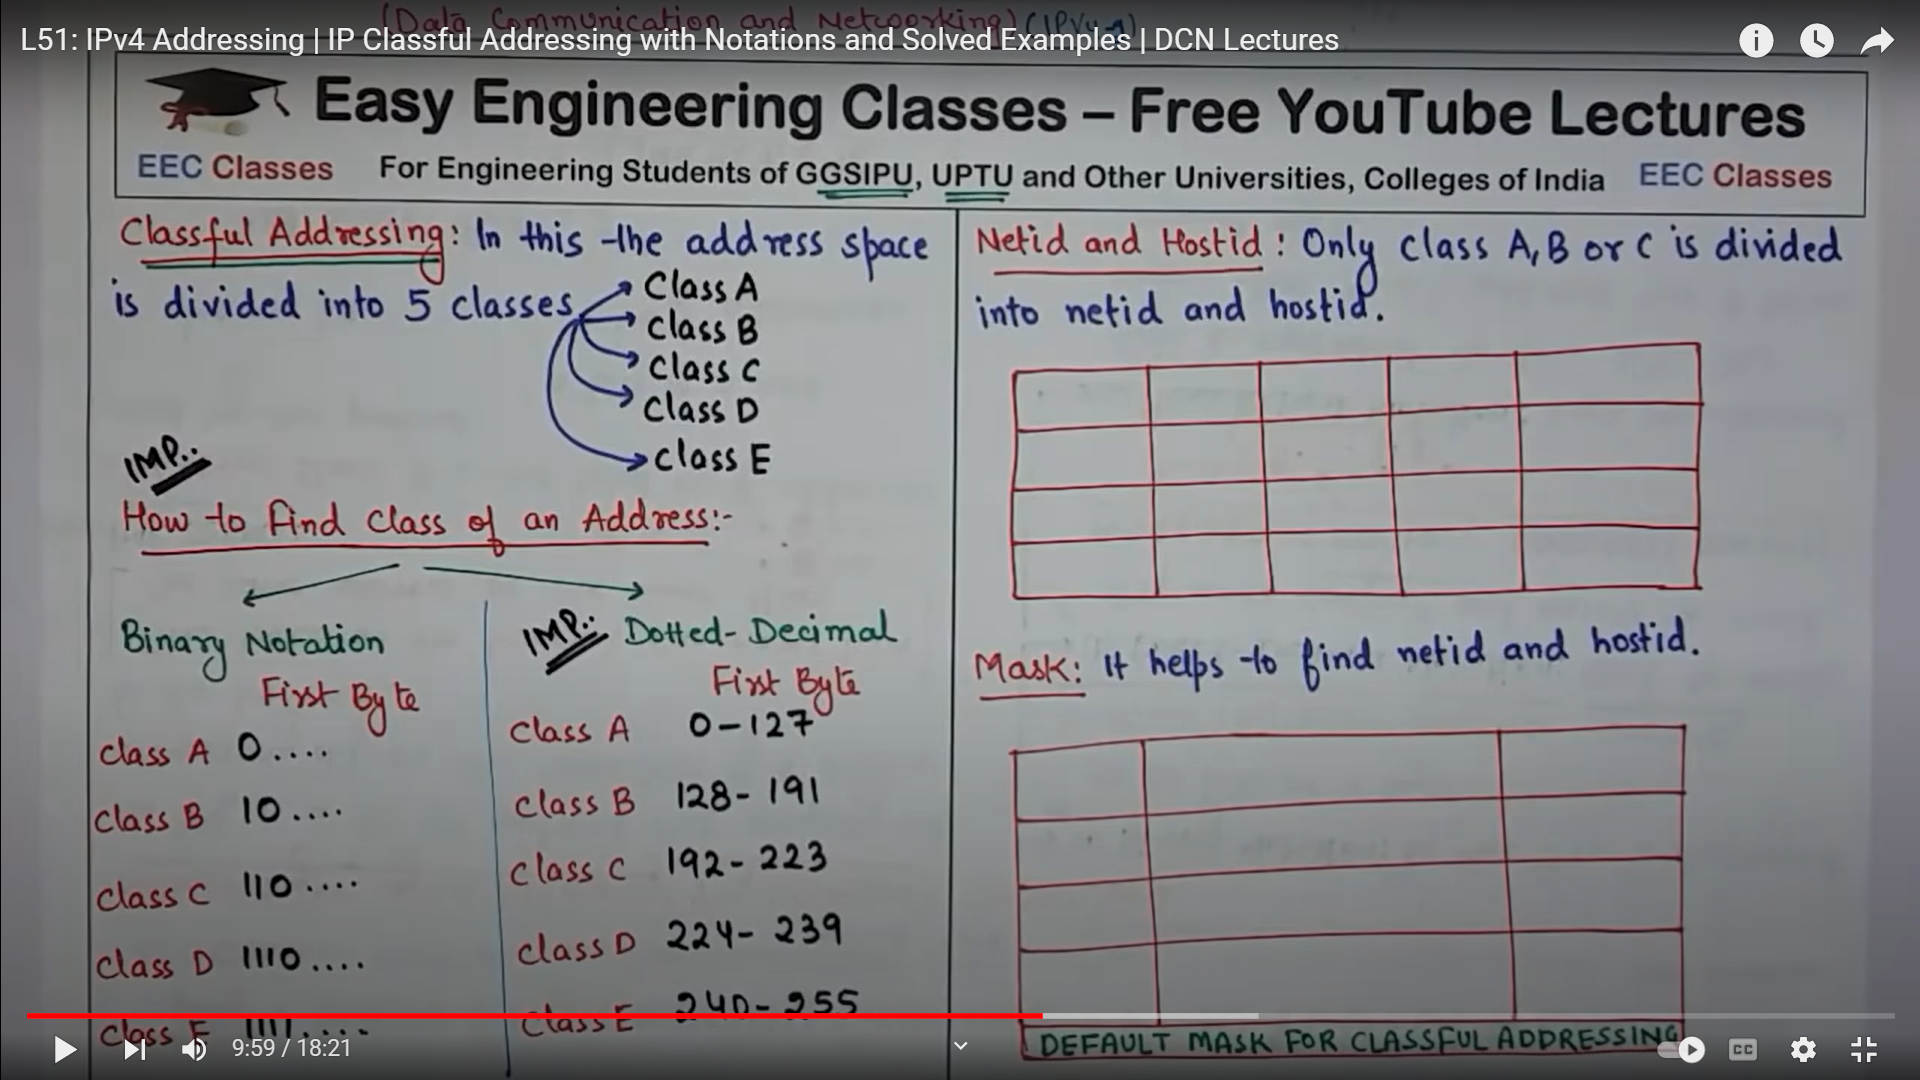 (Data Communication and Networking) (IPv4)
L51: IPv4 Addressing | IP Classful Addressing with Notations and Solved Examples | DCN Lectures
Easy Engineering Classes – Free YouTube Lectures
EEC Classes For Engineering Students of GGSIPU, UPTU and Other Universities, Colleges of India EEC Classes
Classful Addressing: In this the address space
is divided into 5 classes
Class A
Class B
Class C
Class D
Class E
IMP..
How to find Class of an Address:-
Binary Notation
First Byte
Class A 0....
Class B 10....
Class C 110....
Class D 1110....
Class E 1111....
IMP.. Dotted-Decimal
First Byte
Class A 0-127
Class B 128-191
Class C 192-223
Class D 224-239
Class E 240-255
Netid and Hostid: Only Class A, B or C is divided
into netid and hostid.
Mask: It helps to find netid and hostid.
DEFAULT MASK FOR CLASSFUL ADDRESSING
9:59 / 18:21
CC